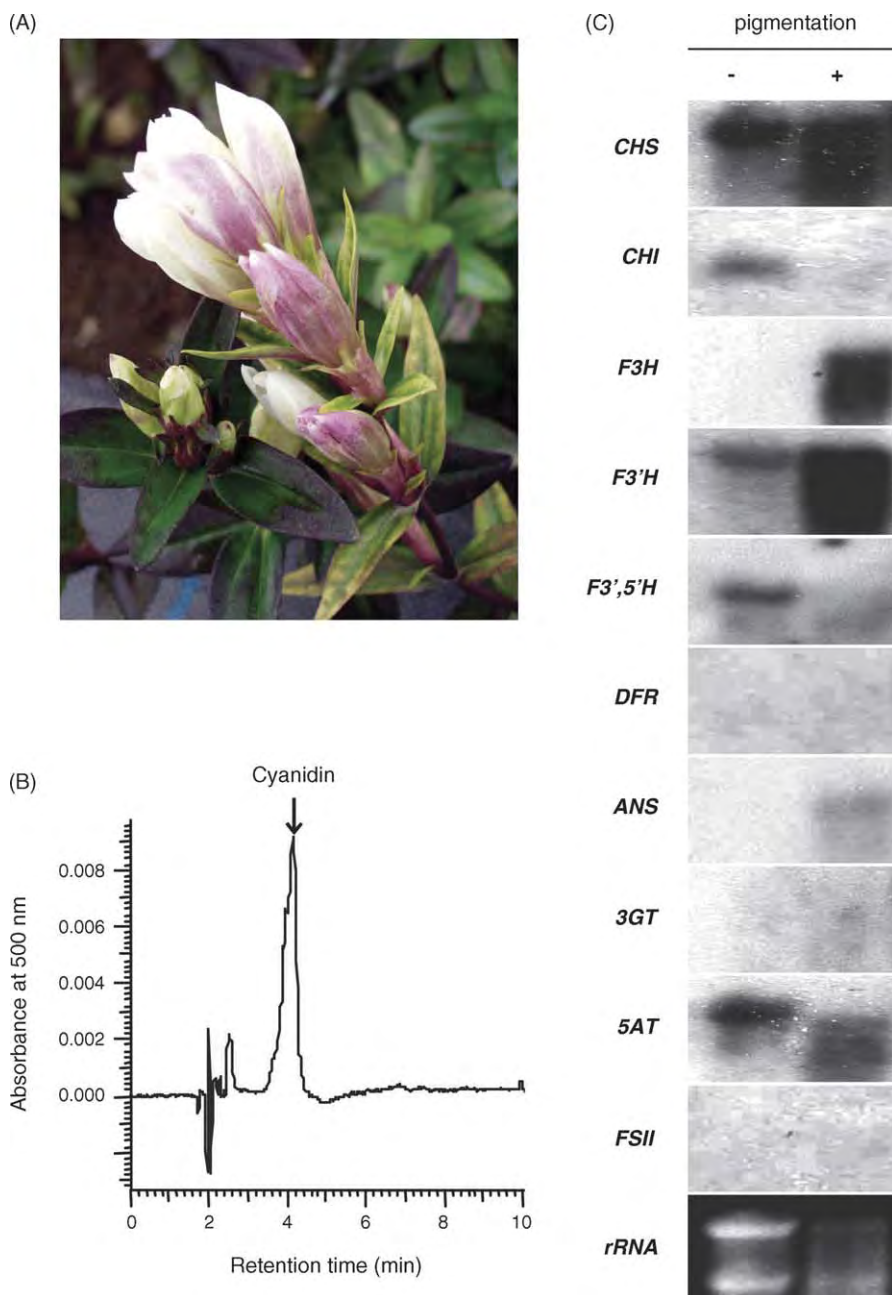 (A)
(B)
Cyanidin
0.008
0.006
0.004
0.002
0.000
Absorbance at 500 nm
0 2 4 6 8 10
Retention time (min)
(C)
pigmentation
- +
CHS
CHI
F3H
F3'H
F3',5'H
DFR
ANS
3GT
5AT
FSII
rRNA